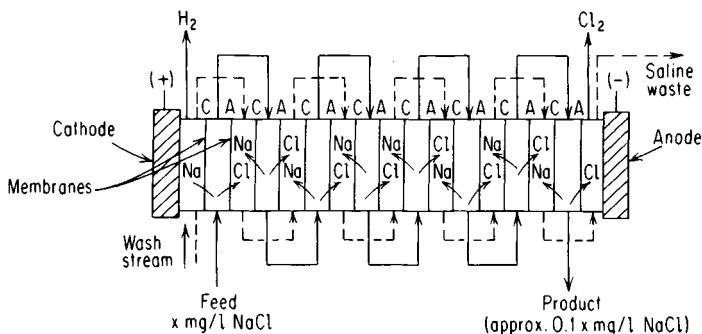 H₂ Cl₂
(+) (−)
Saline
waste
C A C A C A C A C A C A C A C A
Cathode
Anode
Membranes
Na Cl Na Na Cl Na Cl
Na Cl Na Cl Cl Na Cl Na Cl
Wash
stream
Feed
x mg/l NaCl
Product
(approx. 0.1 x mg/l NaCl)